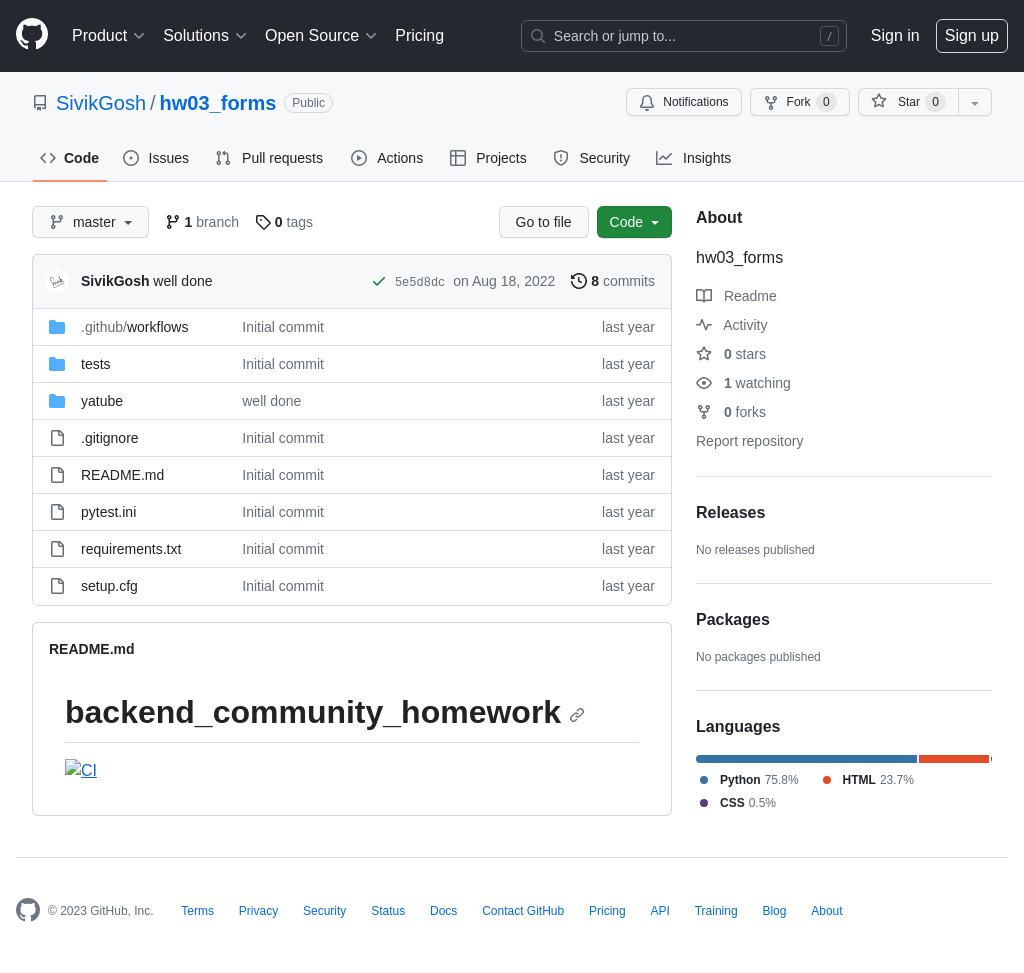 Product Solutions Open Source Pricing Search or jump to... / Sign in Sign up
SivikGosh / hw03_forms Public Notifications Fork 0 Star 0
Code Issues Pull requests Actions Projects Security Insights
master 1 branch 0 tags Go to file Code
SivikGosh well done 5e5d8dc on Aug 18, 2022 8 commits
.github/workflows Initial commit last year
tests Initial commit last year
yatube well done last year
.gitignore Initial commit last year
README.md Initial commit last year
pytest.ini Initial commit last year
requirements.txt Initial commit last year
setup.cfg Initial commit last year
README.md
backend_community_homework
CI
About
hw03_forms
Readme
Activity
0 stars
1 watching
0 forks
Report repository
Releases
No releases published
Packages
No packages published
Languages
Python 75.8% HTML 23.7%
CSS 0.5%
© 2023 GitHub, Inc. Terms Privacy Security Status Docs Contact GitHub Pricing API Training Blog About